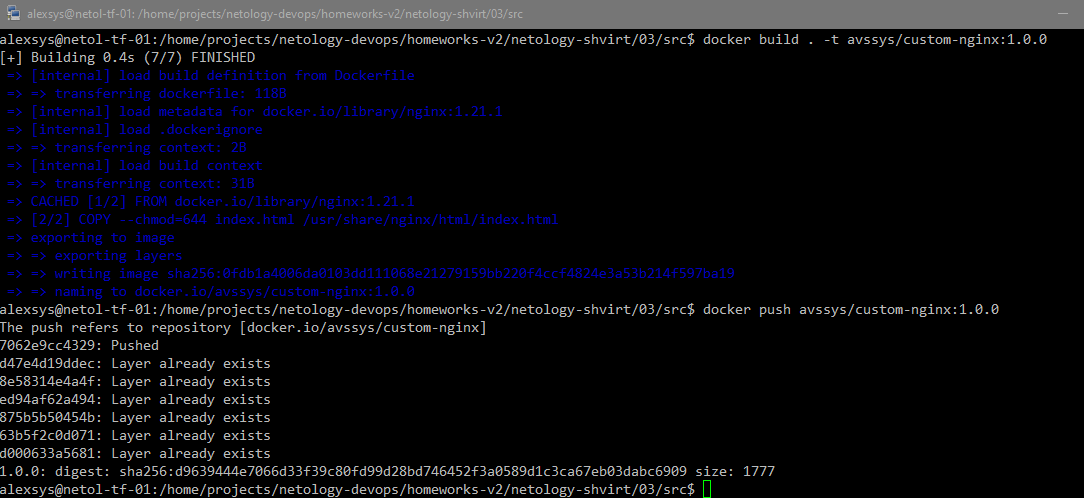 alexsys@netol-tf-01: /home/projects/netology-devops/homeworks-v2/netology-shvirt/03/src
alexsys@netol-tf-01:/home/projects/netology-devops/homeworks-v2/netology-shvirt/03/src$ docker build . -t avssys/custom-nginx:1.0.0
[+] Building 0.4s (7/7) FINISHED
=> [internal] load build definition from Dockerfile
=> => transferring dockerfile: 118B
=> [internal] load metadata for docker.io/library/nginx:1.21.1
=> [internal] load .dockerignore
=> => transferring context: 2B
=> [internal] load build context
=> => transferring context: 31B
=> CACHED [1/2] FROM docker.io/library/nginx:1.21.1
=> [2/2] COPY --chmod=644 index.html /usr/share/nginx/html/index.html
=> exporting to image
=> => exporting layers
=> => writing image sha256:0fdb1a4006da0103dd111068e21279159bb220f4ccf4824e3a53b214f597ba19
=> => naming to docker.io/avssys/custom-nginx:1.0.0
alexsys@netol-tf-01:/home/projects/netology-devops/homeworks-v2/netology-shvirt/03/src$ docker push avssys/custom-nginx:1.0.0
The push refers to repository [docker.io/avssys/custom-nginx]
7062e9cc4329: Pushed
d47e4d19ddec: Layer already exists
8e58314e4a4f: Layer already exists
ed94af62a494: Layer already exists
875b5b50454b: Layer already exists
63b5f2c0d071: Layer already exists
d000633a5681: Layer already exists
1.0.0: digest: sha256:d9639444e7066d33f39c80fd99d28bd746452f3a0589d1c3ca67eb03dabc6909 size: 1777
alexsys@netol-tf-01:/home/projects/netology-devops/homeworks-v2/netology-shvirt/03/src$